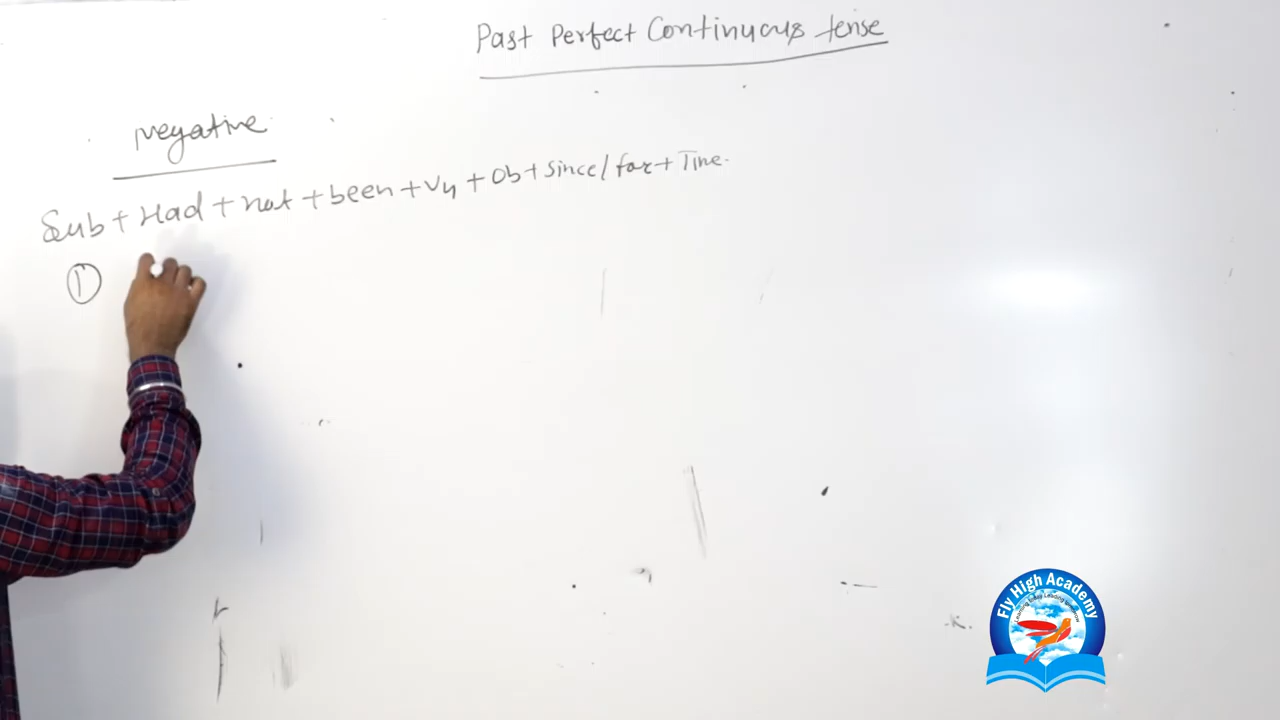 Past Perfect Continuous tense
Negative
Sub + Had + not + been + V4 + Ob + Since / for + Time.
①
Fly High Academy